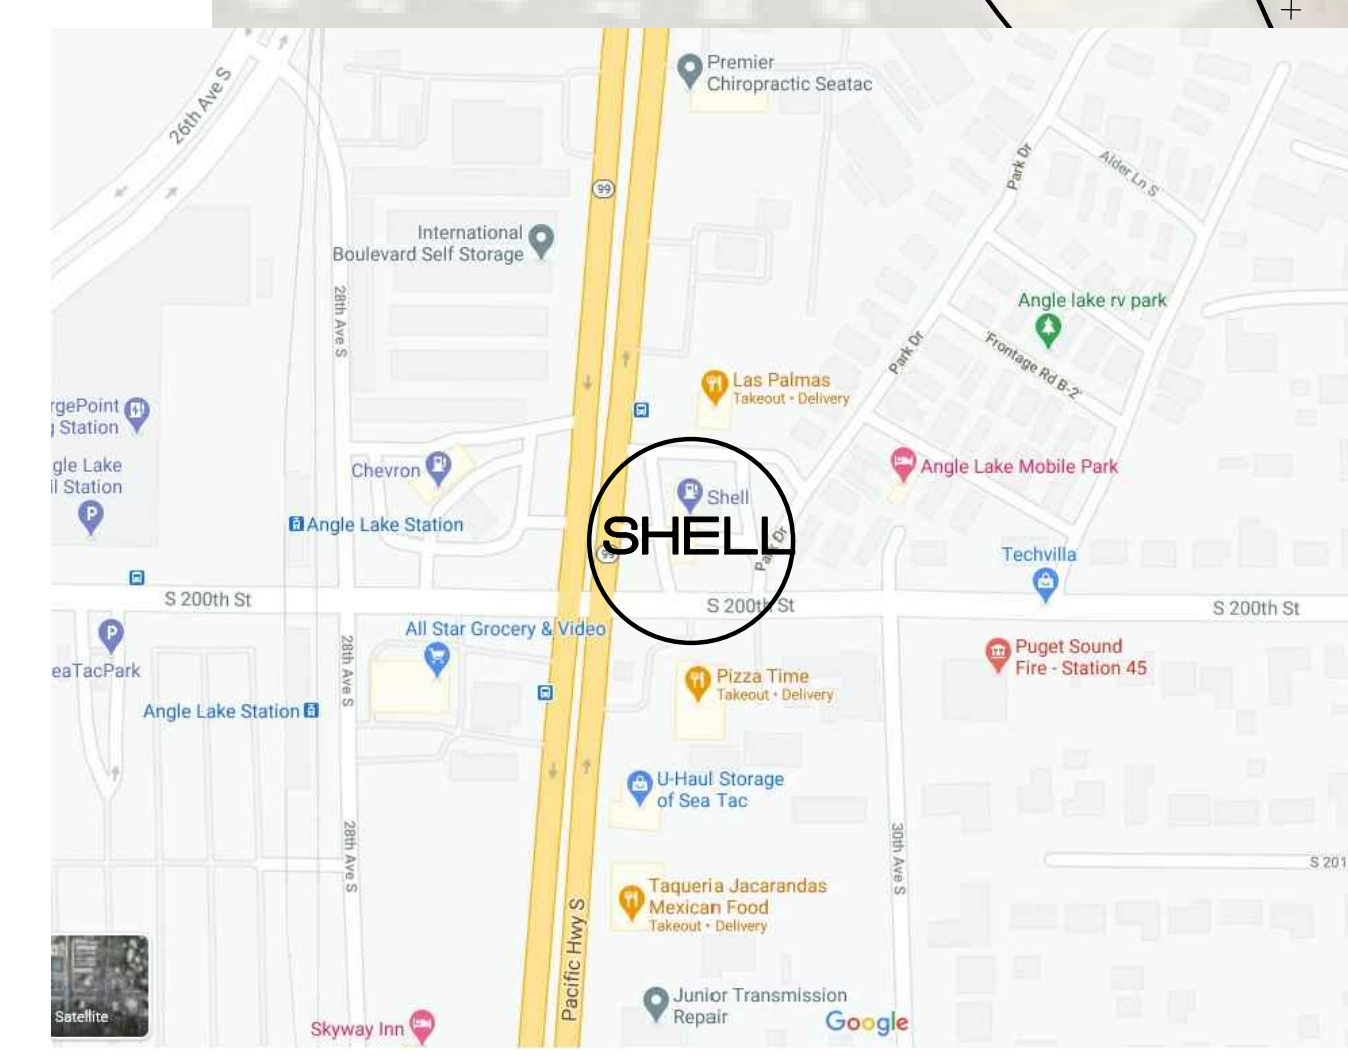 Premier
Chiropractic Seatac
26th Ave S
Park Dr
Alder Ln S
99
International
Boulevard Self Storage
28th Ave S
Angle lake rv park
'Frontage Rd B-2'
Park Dr
Las Palmas
Takeout • Delivery
rgePoint
g Station
gle Lake
il Station
P
Chevron
Angle Lake Mobile Park
Shell
SHELL
Angle Lake Station
99
Park Dr
Techvilla
S 200th St
S 200th St
S 200th St
P
eaTacPark
All Star Grocery & Video
28th Ave S
Puget Sound
Fire - Station 45
Pizza Time
Takeout • Delivery
Angle Lake Station
U-Haul Storage
of Sea Tac
28th Ave S
30th Ave S
S 201
Taqueria Jacarandas
Mexican Food
Takeout • Delivery
Pacific Hwy S
Junior Transmission
Repair
Google
Satellite
Skyway Inn